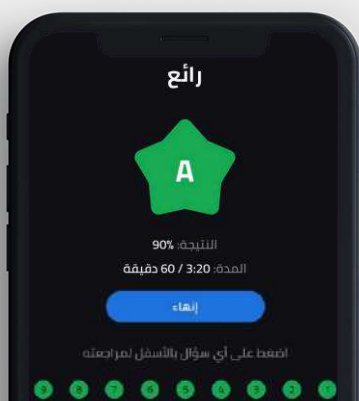 رائع
A
النتيجة: 90%
المدة: 3:20 / 60 دقيقة
إنهاء
اضغط على أي سؤال بالأسفل لمراجعته
1 2 3 4 5 6 7 8 9